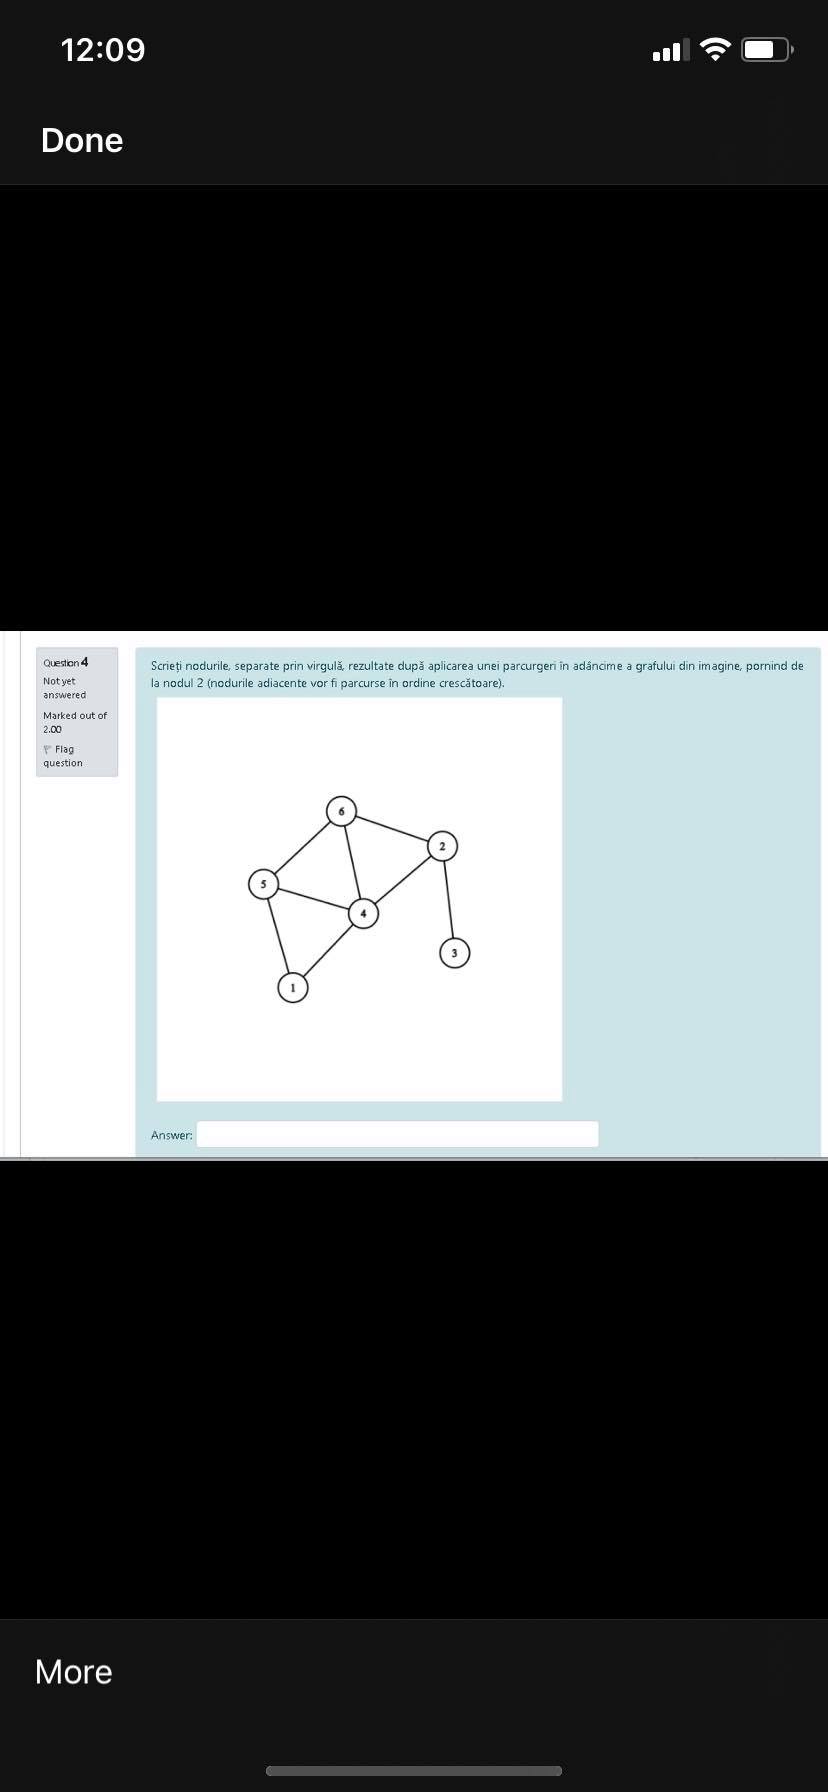 12:09
Done
Question 4
Not yet
answered
Marked out of
2.00
Flag
question
Scrieți nodurile, separate prin virgulă, rezultate după aplicarea unei parcurgeri în adâncime a grafului din imagine, pornind de
la nodul 2 (nodurile adiacente vor fi parcurse în ordine crescătoare).
6
2
5
4
3
1
Answer:
More